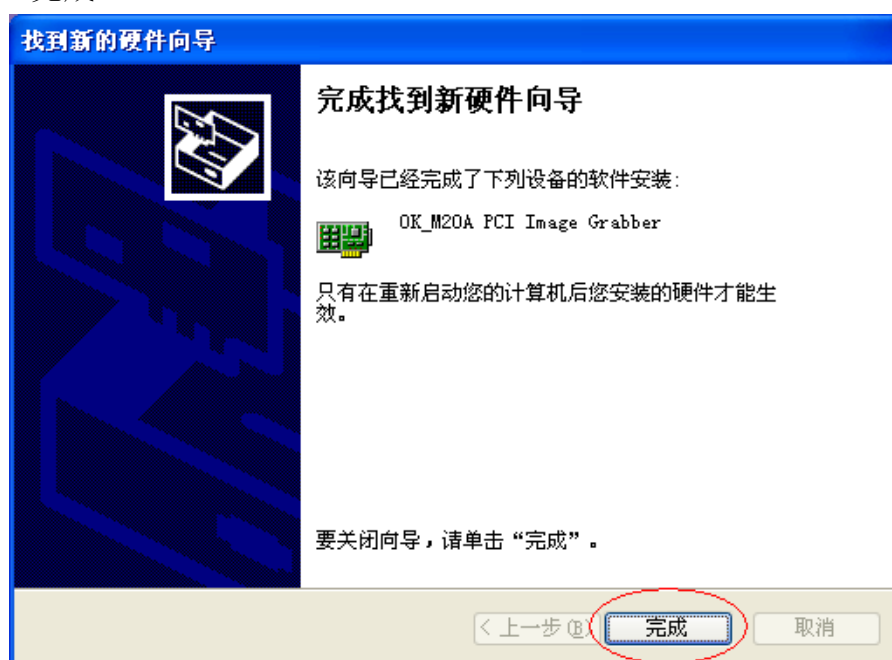 找到新的硬件向导
完成找到新硬件向导
该向导已经完成了下列设备的软件安装:
OK_M20A PCI Image Grabber
只有在重新启动您的计算机后您安装的硬件才能生
效。
要关闭向导，请单击“完成”。
<上一步(B) 完成 取消